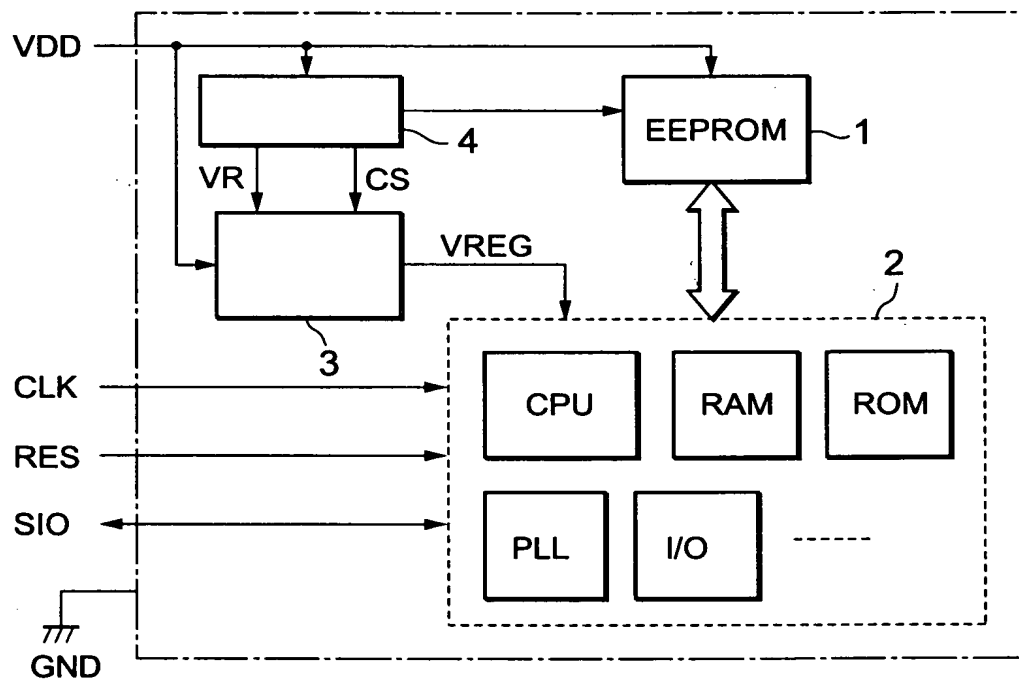 VDD
4
EEPROM
1
VR
CS
VREG
3
2
CLK
CPU
RAM
ROM
RES
SIO
PLL
I/O
GND